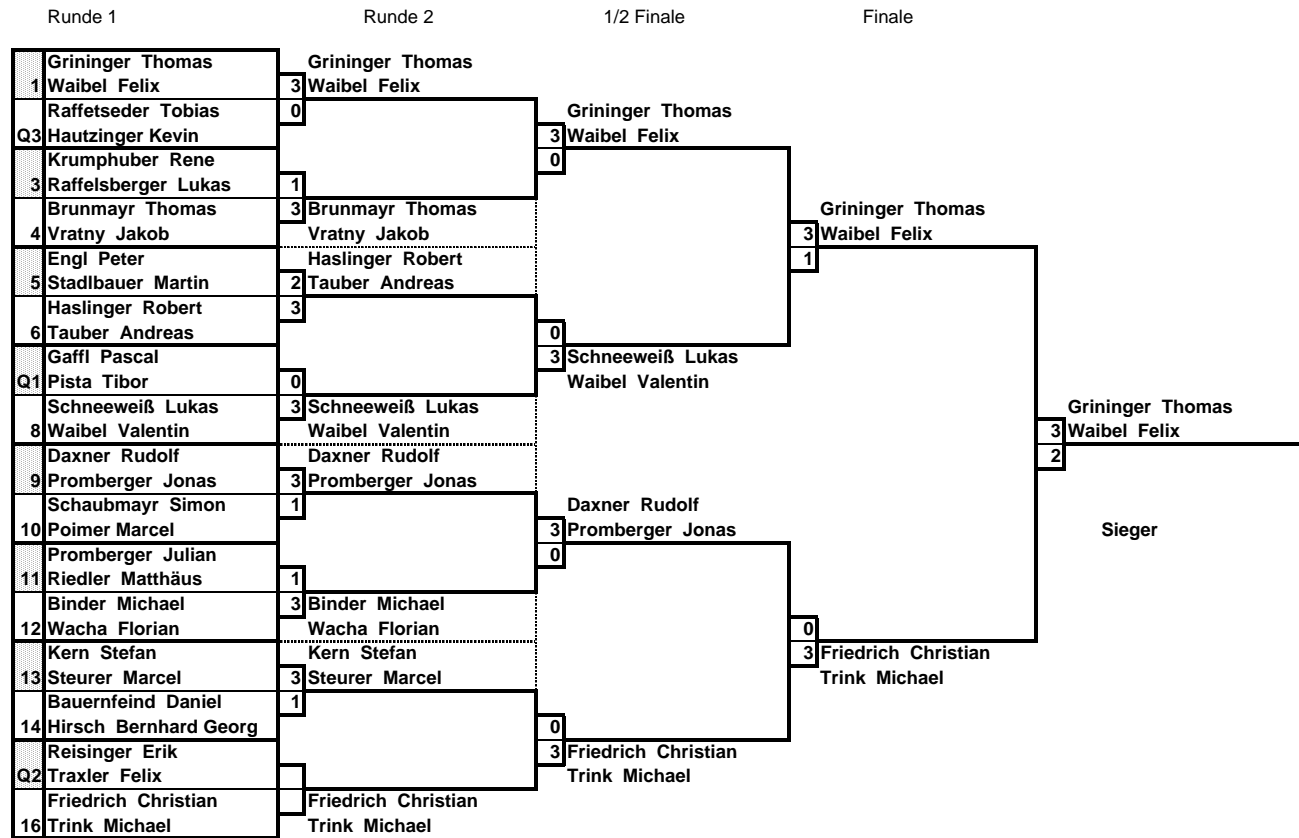 Runde 1 Runde 2 1/2 Finale Finale
Grininger Thomas Grininger Thomas
1 Waibel Felix 3 Waibel Felix
Raffetseder Tobias 0 Grininger Thomas
Q3 Hautzinger Kevin 3 Waibel Felix
Krumphuber Rene 0
3 Raffelsberger Lukas 1
Brunmayr Thomas 3 Brunmayr Thomas Grininger Thomas
4 Vratny Jakob Vratny Jakob 3 Waibel Felix
Engl Peter Haslinger Robert 1
5 Stadlbauer Martin 2 Tauber Andreas
Haslinger Robert 3
6 Tauber Andreas 0
Gaffl Pascal 3 Schneeweiß Lukas
Q1 Pista Tibor 0 Waibel Valentin
Schneeweiß Lukas 3 Schneeweiß Lukas Grininger Thomas
8 Waibel Valentin Waibel Valentin 3 Waibel Felix
Daxner Rudolf Daxner Rudolf 2
9 Promberger Jonas 3 Promberger Jonas
Schaubmayr Simon 1 Daxner Rudolf
10 Poimer Marcel 3 Promberger Jonas Sieger
Promberger Julian 0
11 Riedler Matthäus 1
Binder Michael 3 Binder Michael
12 Wacha Florian Wacha Florian 0
Kern Stefan Kern Stefan 3 Friedrich Christian
13 Steurer Marcel 3 Steurer Marcel Trink Michael
Bauernfeind Daniel 1
14 Hirsch Bernhard Georg 0
Reisinger Erik 3 Friedrich Christian
Q2 Traxler Felix Trink Michael
Friedrich Christian Friedrich Christian
16 Trink Michael Trink Michael